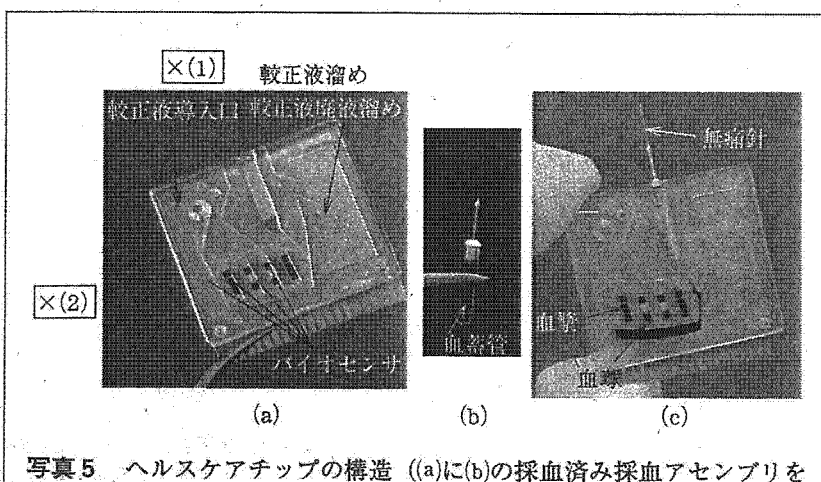 ×(1) 較正液溜め
較正液導入口 較正液廃液溜め
無痛針
×(2)
血漿
バイオセンサ
血蓄管
(a) (b) (c)
写真5 ヘルスケアチップの構造 ((a)に(b)の採血済み採血アセンブリを